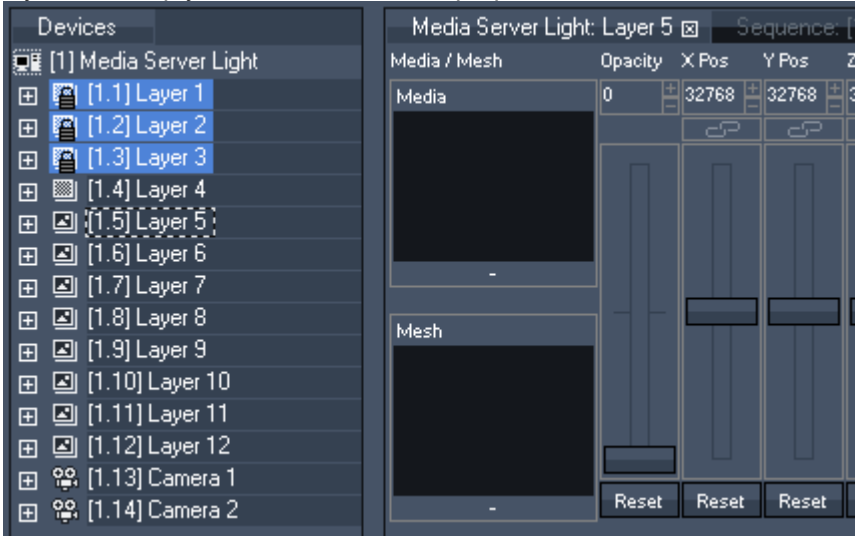 Devices
[1] Media Server Light
[1.1] Layer 1
[1.2] Layer 2
[1.3] Layer 3
[1.4] Layer 4
[1.5] Layer 5
[1.6] Layer 6
[1.7] Layer 7
[1.8] Layer 8
[1.9] Layer 9
[1.10] Layer 10
[1.11] Layer 11
[1.12] Layer 12
[1.13] Camera 1
[1.14] Camera 2
Media Server Light: Layer 5 Sequence: [
Media / Mesh Opacity X Pos Y Pos Z
Media 0 32768 32768 3
-
Mesh
-
Reset Reset Reset